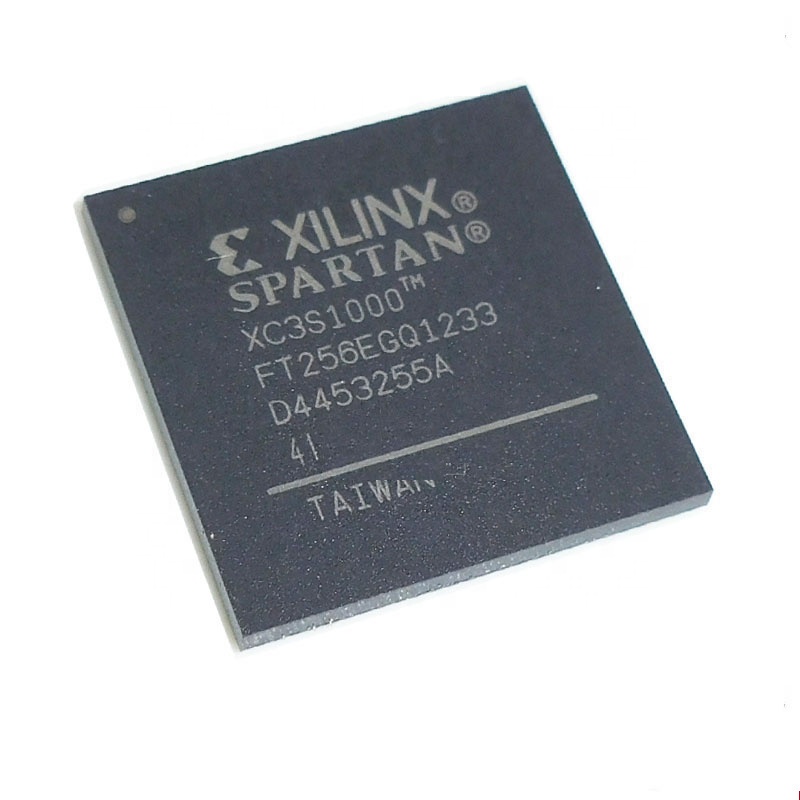 XILINX®
SPARTAN®
XC3S1000™
FT256EGQ1233
D4453255A
4I
TAIWAN